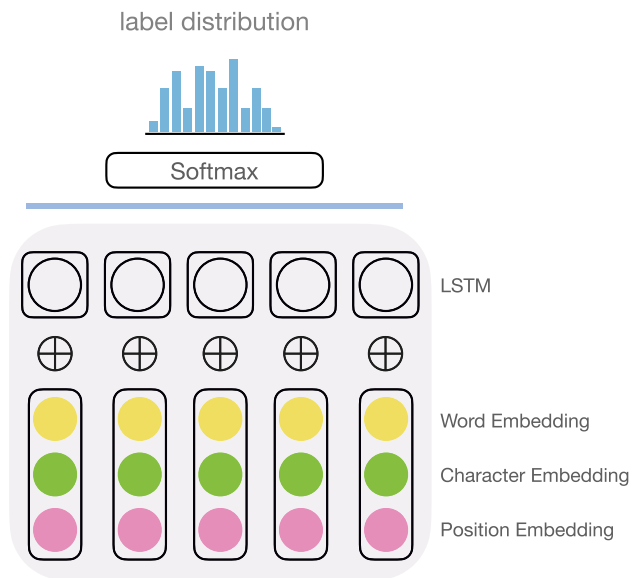 label distribution
Softmax
LSTM
Word Embedding
Character Embedding
Position Embedding